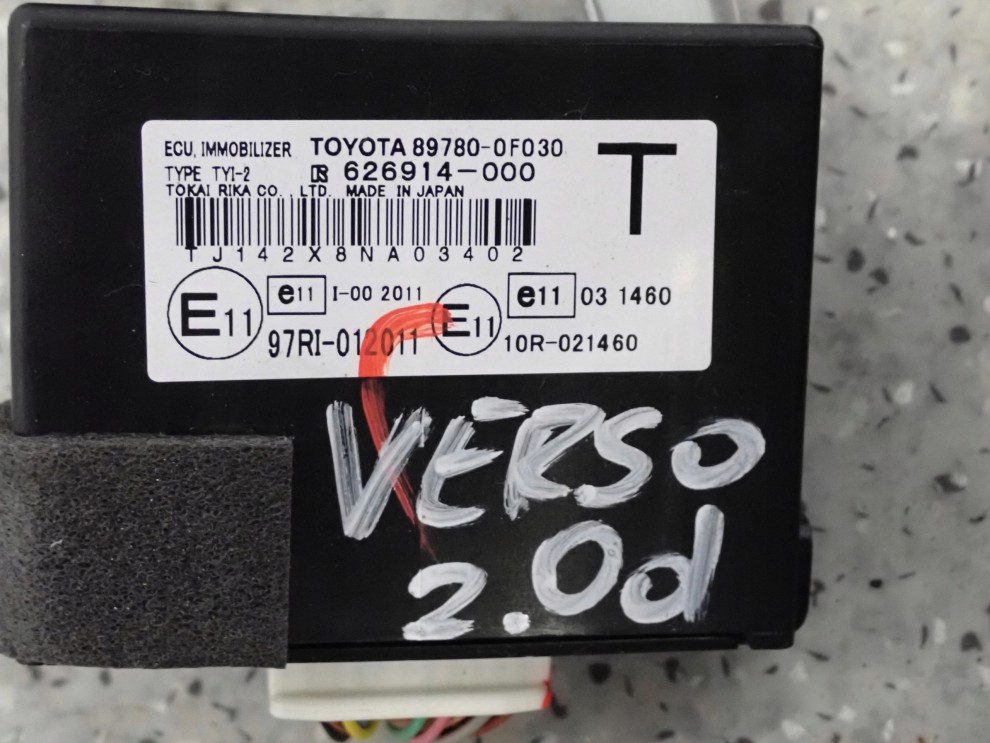 ECU, IMMOBILIZER TOYOTA 89780-0F030
TYPE TYI-2 R 626914-000
TOKAI RIKA CO., LTD. MADE IN JAPAN
T
TJ142X8NA03402
E11 e11 I-00 2011 E11 e11 03 1460
97RI-012011 10R-021460
VERSO
2.0d